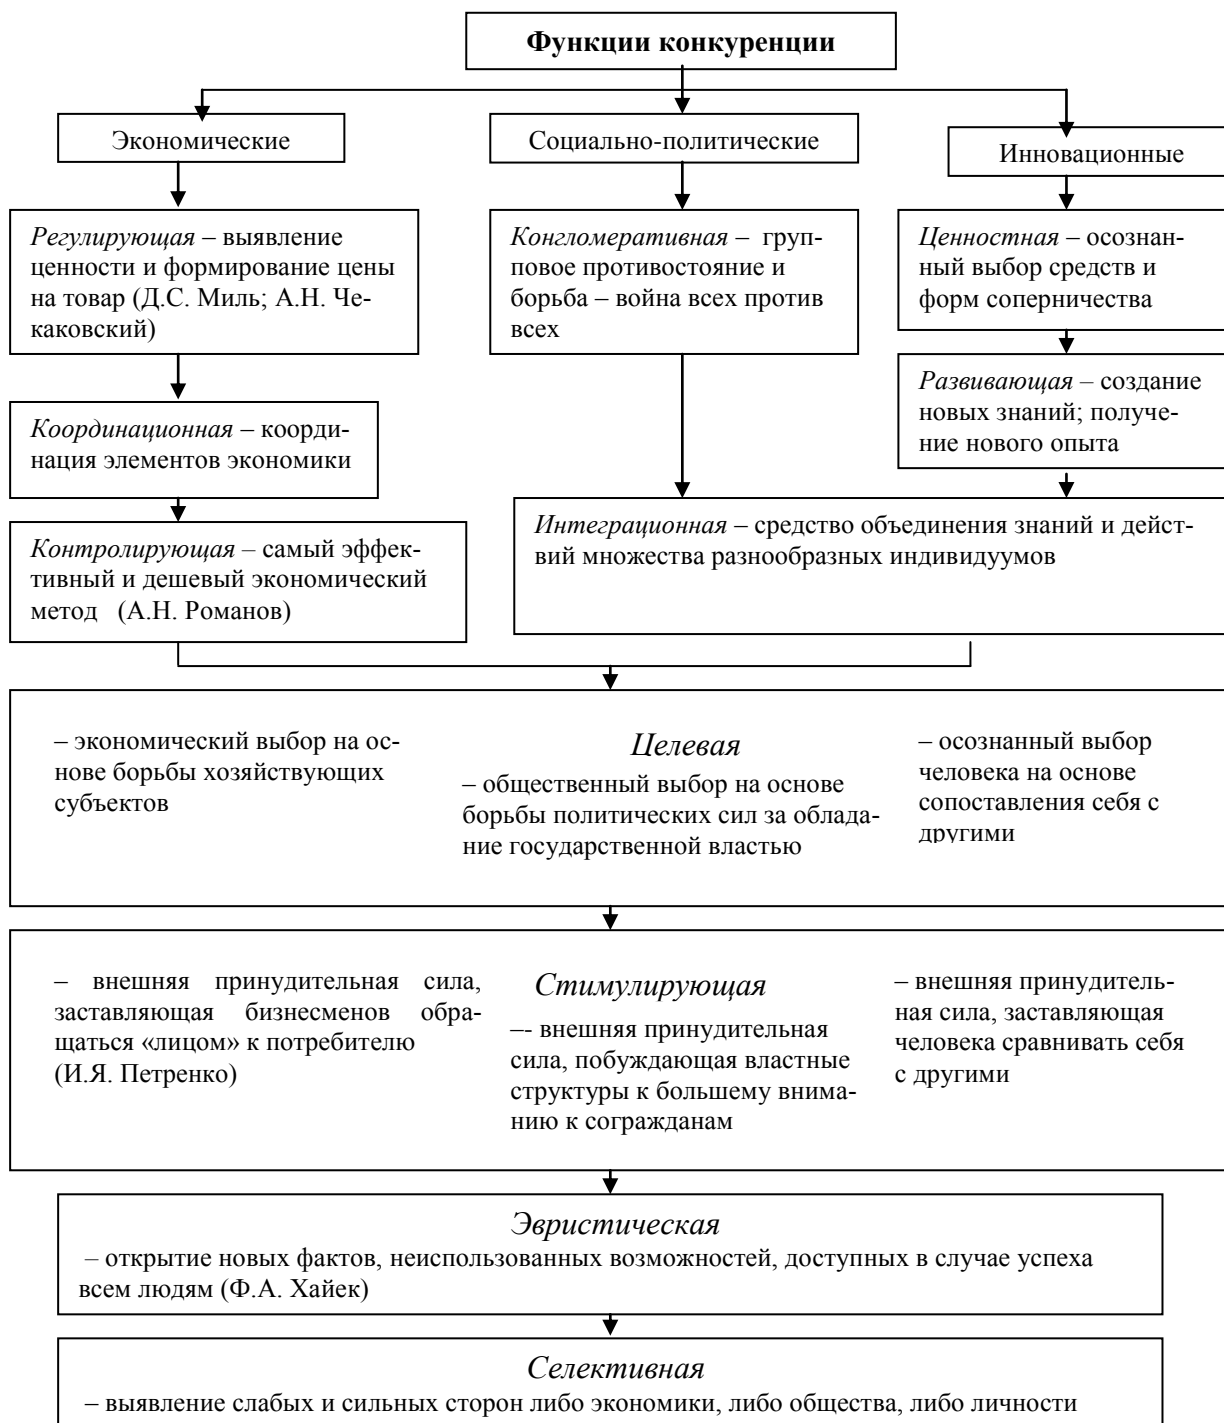 Функции конкуренции
Экономические
Социально-политические
Инновационные
Регулирующая – выявление
ценности и формирование цены
на товар (Д.С. Миль; А.Н. Че-
каковский)
Конгломеративная – груп-
повое противостояние и
борьба – война всех против
всех
Ценностная – осознан-
ный выбор средств и
форм соперничества
Развивающая – создание
новых знаний; получе-
ние нового опыта
Координационная – коорди-
нация элементов экономики
Контролирующая – самый эффек-
тивный и дешевый экономический
метод (А.Н. Романов)
Интеграционная – средство объединения знаний и дейст-
вий множества разнообразных индивидуумов
– экономический выбор на ос-
нове борьбы хозяйствующих
субъектов
Целевая
– общественный выбор на основе
борьбы политических сил за облада-
ние государственной властью
– осознанный выбор
человека на основе
сопоставления себя с
другими
– внешняя принудительная сила,
заставляющая бизнесменов обра-
щаться «лицом» к потребителю
(И.Я. Петренко)
Стимулирующая
–- внешняя принудительная
сила, побуждающая властные
структуры к большему внима-
нию к согражданам
– внешняя принудитель-
ная сила, заставляющая
человека сравнивать себя
с другими
Эвристическая
– открытие новых фактов, неиспользованных возможностей, доступных в случае успеха
всем людям (Ф.А. Хайек)
Селективная
– выявление слабых и сильных сторон либо экономики, либо общества, либо личности